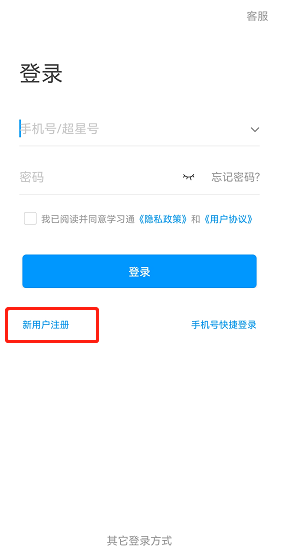 客服
登录
手机号/超星号
密码 忘记密码?
我已阅读并同意学习通《隐私政策》和《用户协议》
登录
新用户注册 手机号快捷登录
其它登录方式